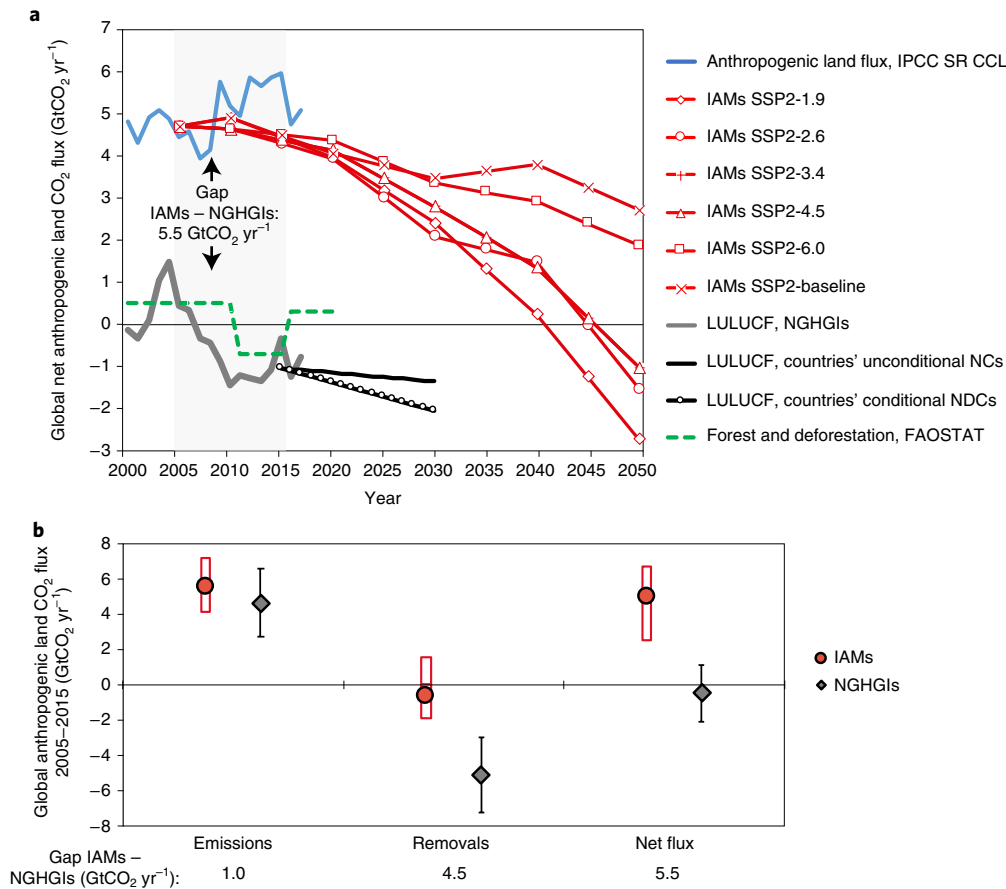 a
Global net anthropogenic land CO2 flux (GtCO2 yr−1)
7
6
5
4
3
2
1
0
−1
−2
−3
Gap
IAMs – NGHGIs:
5.5 GtCO2 yr−1
2000 2005 2010 2015 2020 2025 2030 2035 2040 2045 2050
Year
Anthropogenic land flux, IPCC SR CCL
IAMs SSP2-1.9
IAMs SSP2-2.6
IAMs SSP2-3.4
IAMs SSP2-4.5
IAMs SSP2-6.0
IAMs SSP2-baseline
LULUCF, NGHGIs
LULUCF, countries’ unconditional NCs
LULUCF, countries’ conditional NDCs
Forest and deforestation, FAOSTAT
b
Global anthropogenic land CO2 flux
2005–2015 (GtCO2 yr−1)
8
6
4
2
0
−2
−4
−6
−8
IAMs
NGHGIs
Emissions Removals Net flux
Gap IAMs –
NGHGIs (GtCO2 yr−1): 1.0 4.5 5.5